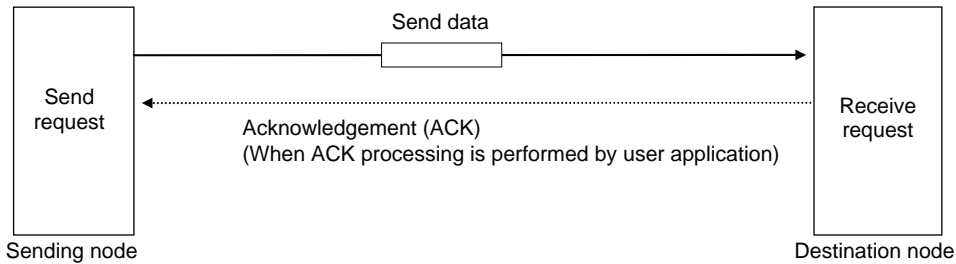 Send data
Send
request
Acknowledgement (ACK)
(When ACK processing is performed by user application)
Receive
request
Sending node
Destination node